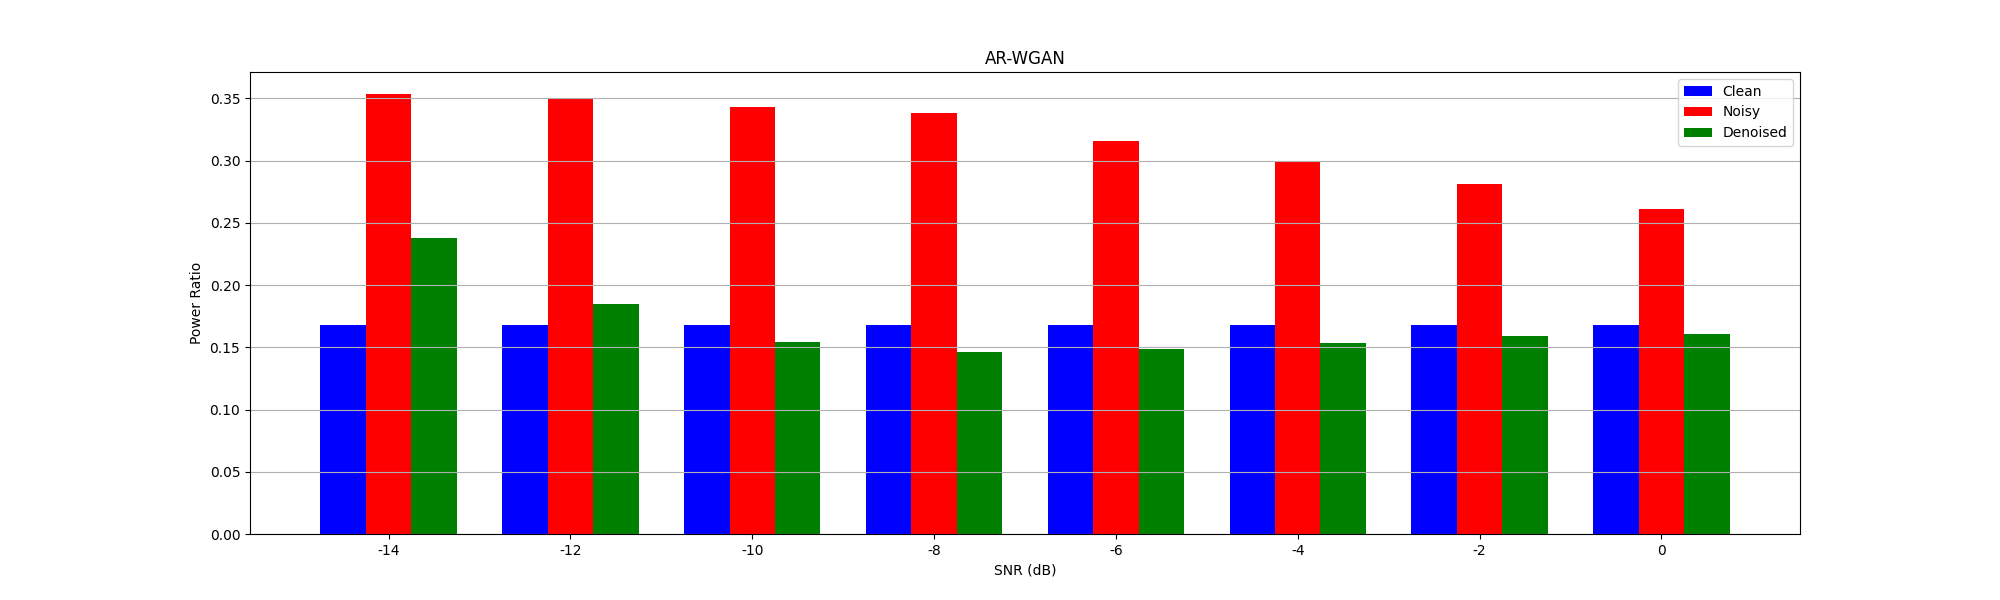 AR-WGAN
Clean
Noisy
Denoised
Power Ratio
0.35
0.30
0.25
0.20
0.15
0.10
0.05
0.00
-14 -12 -10 -8 -6 -4 -2 0
SNR (dB)